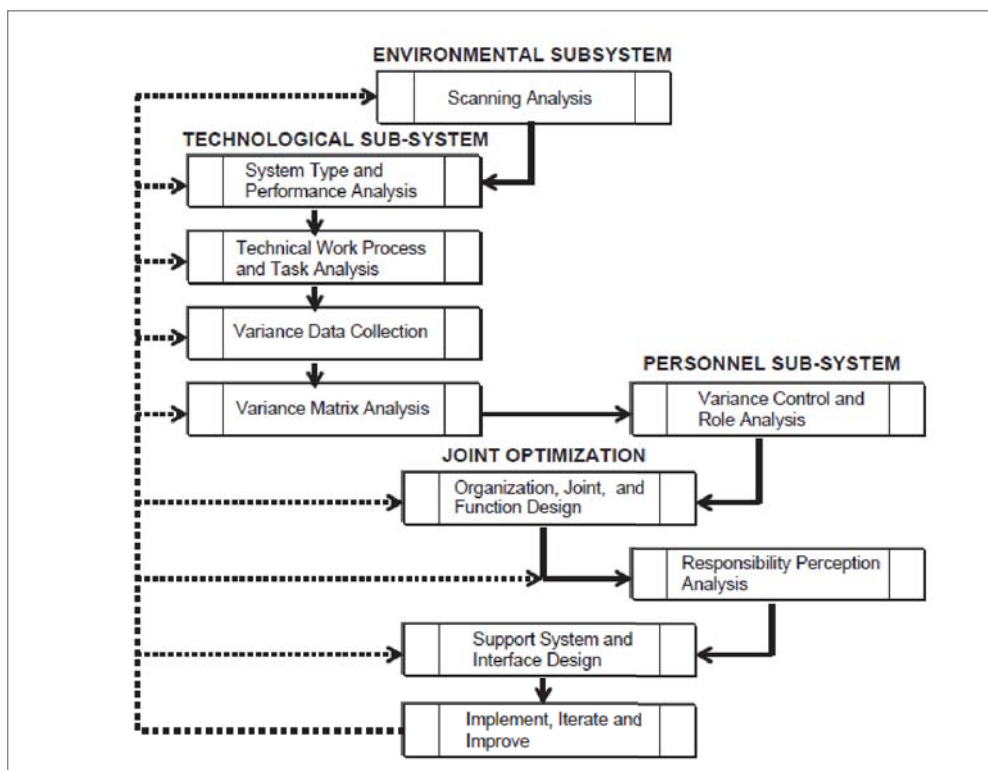 ENVIRONMENTAL SUBSYSTEM
Scanning Analysis
TECHNOLOGICAL SUB-SYSTEM
System Type and
Performance Analysis
Technical Work Process
and Task Analysis
Variance Data Collection
Variance Matrix Analysis
PERSONNEL SUB-SYSTEM
Variance Control and
Role Analysis
JOINT OPTIMIZATION
Organization, Joint, and
Function Design
Responsibility Perception
Analysis
Support System and
Interface Design
Implement, Iterate and
Improve